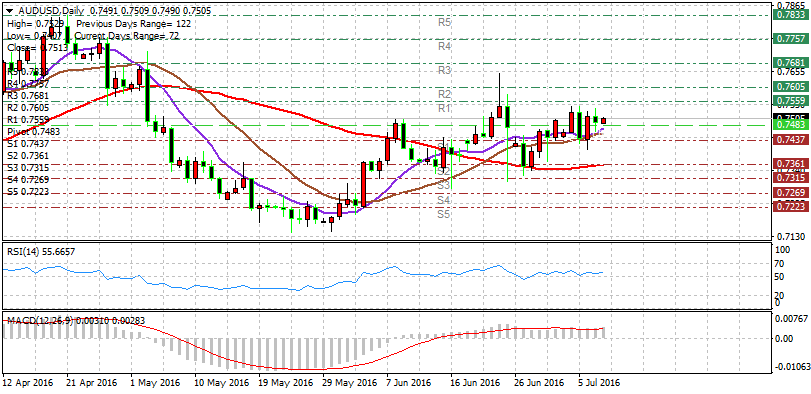 AUDUSD,Daily 0.7491 0.7509 0.7490 0.7505
High= 0.7529 Previous Days Range= 122
Low= 0.7407 Current Days Range= 72
Close= 0.7513
R4 0.7757
R3 0.7681
R2 0.7605
R1 0.7559
Pivot 0.7483
S1 0.7437
S2 0.7361
S3 0.7315
S4 0.7269
S5 0.7223
R5
R4
R3
R2
R1
S3
S4
S5
0.7865
0.7833
0.7757
0.7681
0.7655
0.7605
0.7559
0.7505
0.7483
0.7437
0.7361
0.7315
0.7269
0.7223
0.7130
RSI(14) 55.6657
100
70
50
20
0
MACD(12,26,9) 0.00310 0.00283
0.00767
0.00
-0.01063
12 Apr 2016
21 Apr 2016
1 May 2016
10 May 2016
19 May 2016
29 May 2016
7 Jun 2016
16 Jun 2016
26 Jun 2016
5 Jul 2016